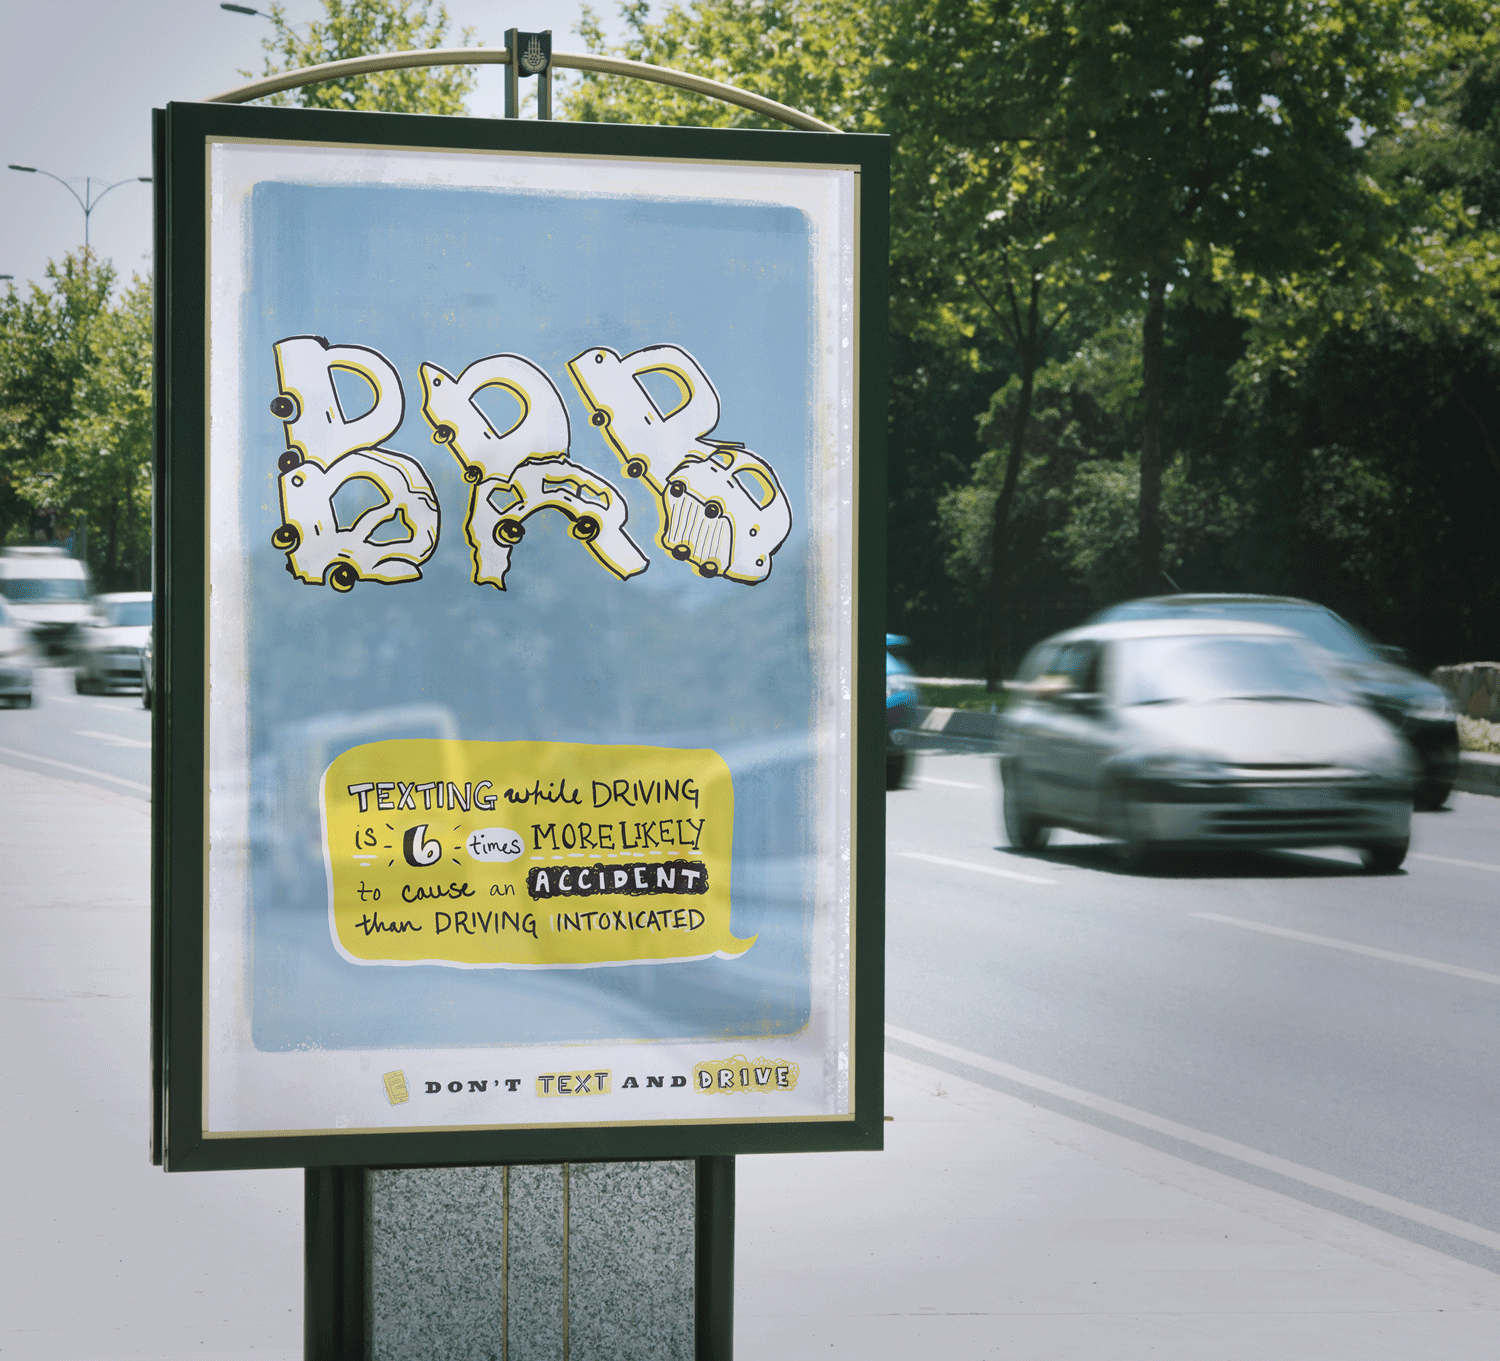 BRB
TEXTING while DRIVING
is 6 times MORE LIKELY
to cause an ACCIDENT
than DRIVING INTOXICATED
DON'T TEXT AND DRIVE